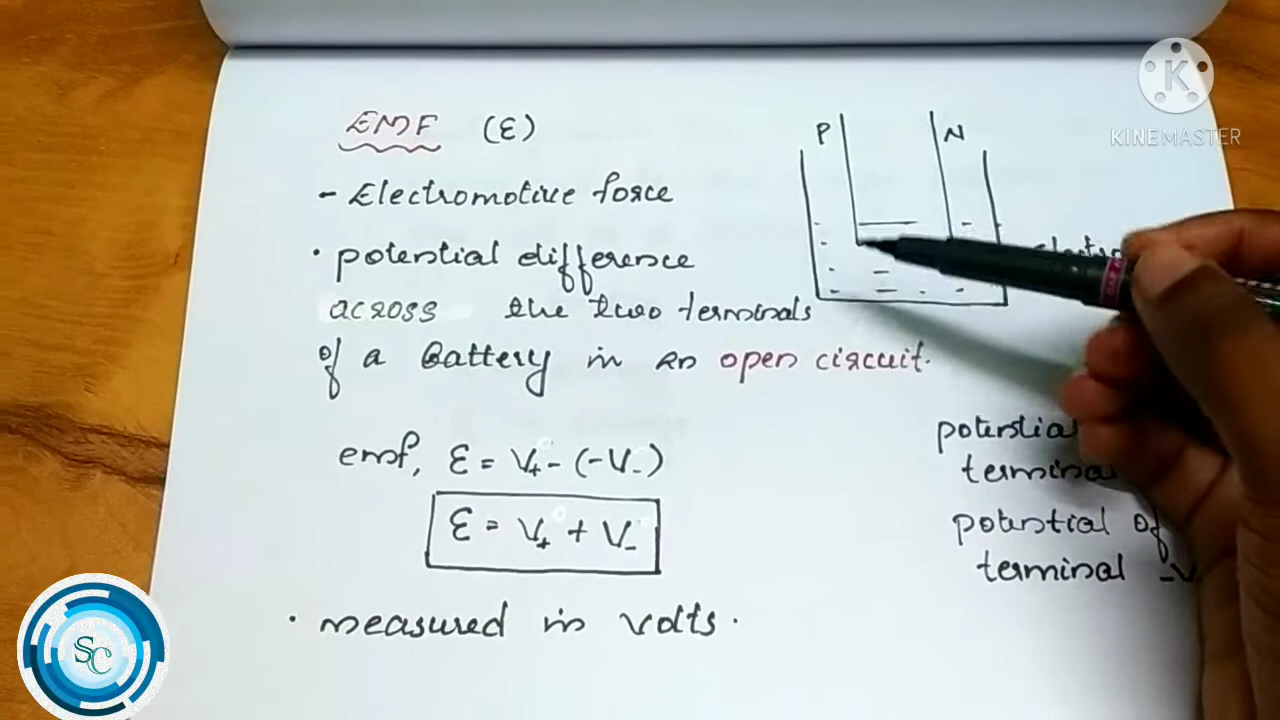 EMF (ε)
- Electromotive force
· potential difference
across the two terminals
of a Battery in an open circuit.
emf, ε = V₊ - (-V₋)
ε = V₊ + V₋
· measured in volts.
P N
potential
terminal
potential of
terminal -V
KINEMASTER
K
SC